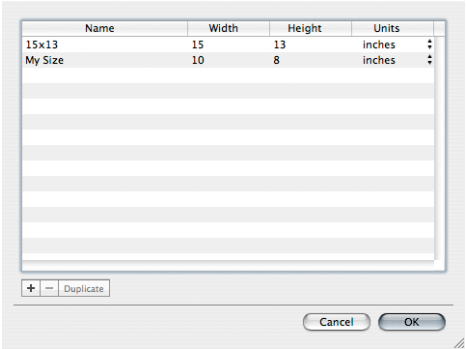 Name Width Height Units
15x13 15 13 inches
My Size 10 8 inches
+ − Duplicate
Cancel OK